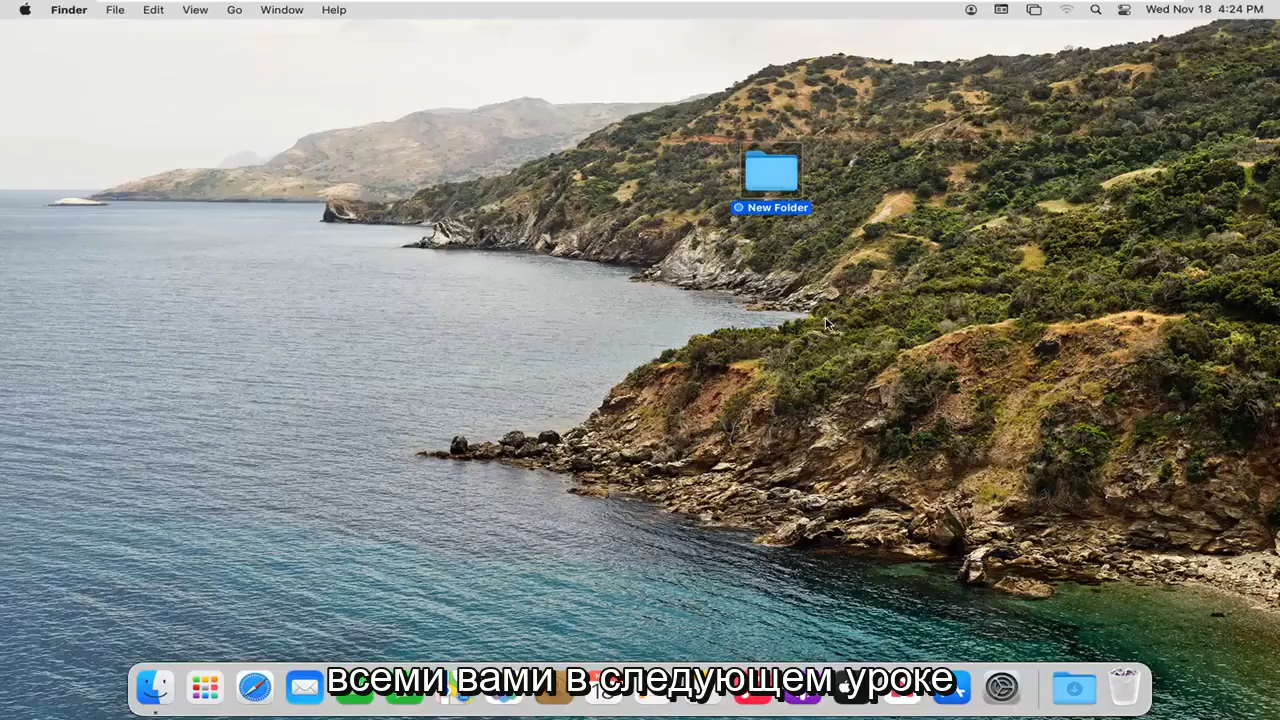 Finder File Edit View Go Window Help Wed Nov 18 4:24 PM
New Folder
всеми вами в следующем уроке